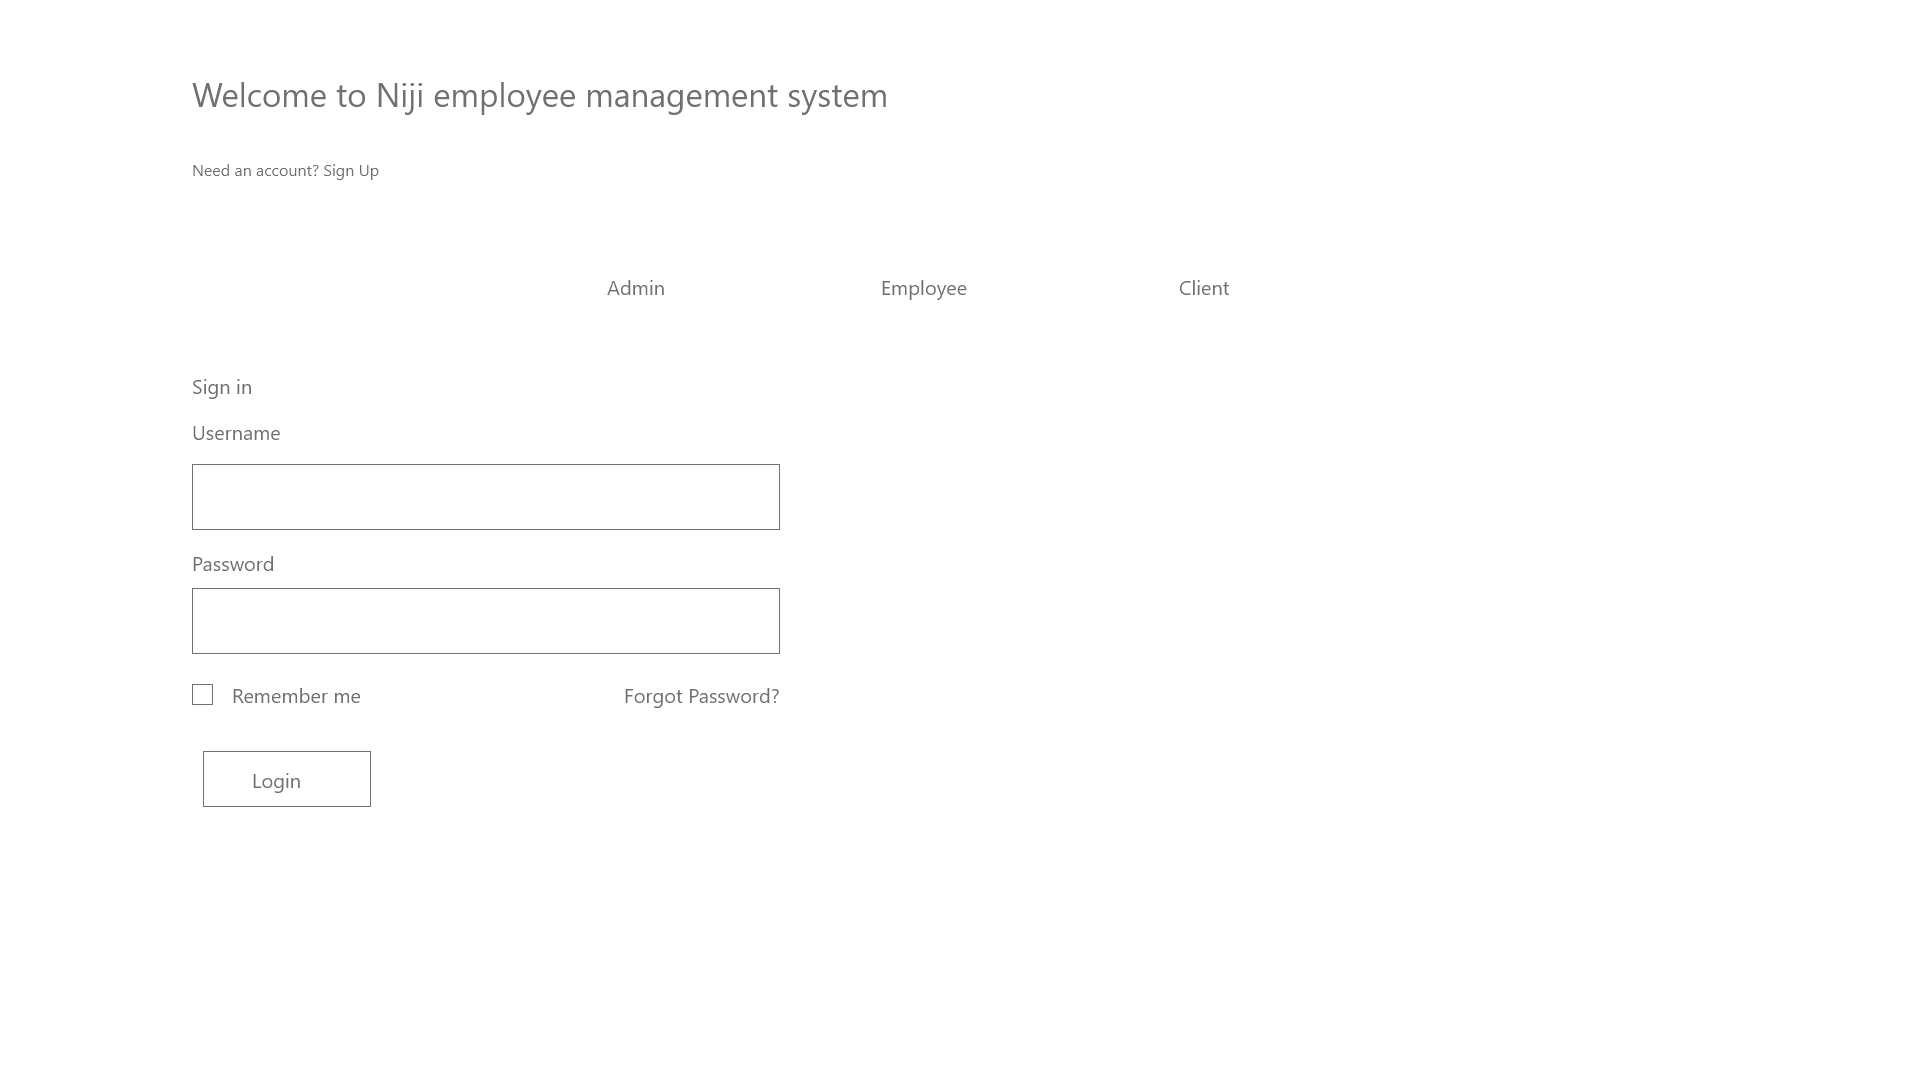 Welcome to Niji employee management system
Need an account? Sign Up
Admin Employee Client
Sign in
Username
Password
Remember me Forgot Password?
Login